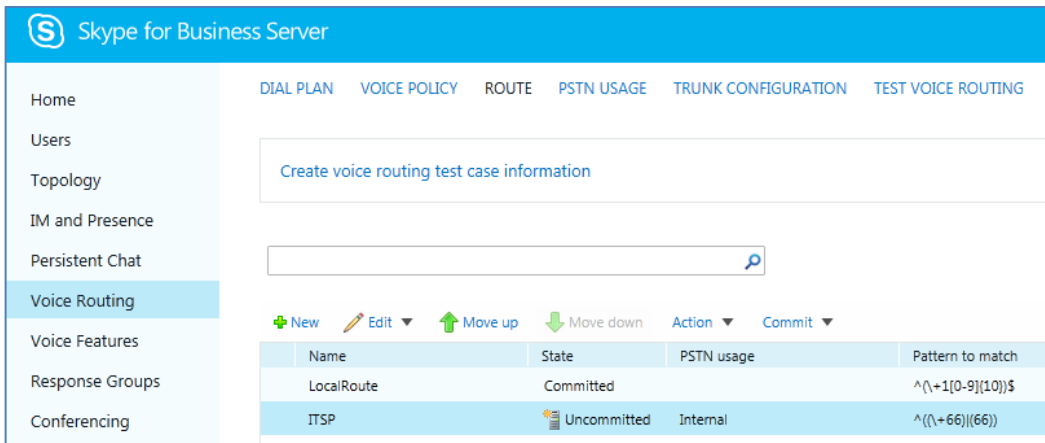 Skype for Business Server
Home
Users
Topology
IM and Presence
Persistent Chat
Voice Routing
Voice Features
Response Groups
Conferencing
DIAL PLAN VOICE POLICY ROUTE PSTN USAGE TRUNK CONFIGURATION TEST VOICE ROUTING
Create voice routing test case information
New Edit Move up Move down Action Commit
Name State PSTN usage Pattern to match
LocalRoute Committed ^(\+1[0-9]{10})$
ITSP Uncommitted Internal ^((\+66)|(66))